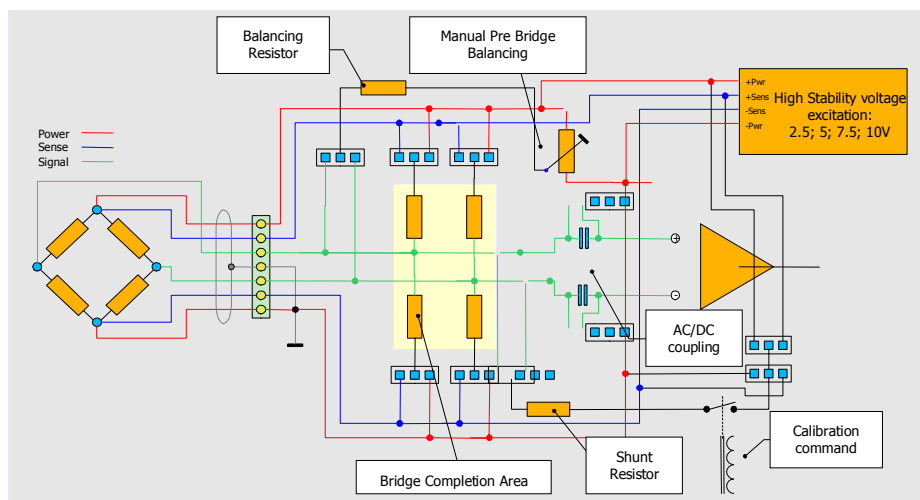 Balancing
Resistor
Manual Pre Bridge
Balancing
+Pwr
+Sens
-Sens
-Pwr
High Stability voltage
excitation:
2.5; 5; 7.5; 10V
Power
Sense
Signal
+
-
AC/DC
coupling
Bridge Completion Area
Shunt
Resistor
Calibration
command